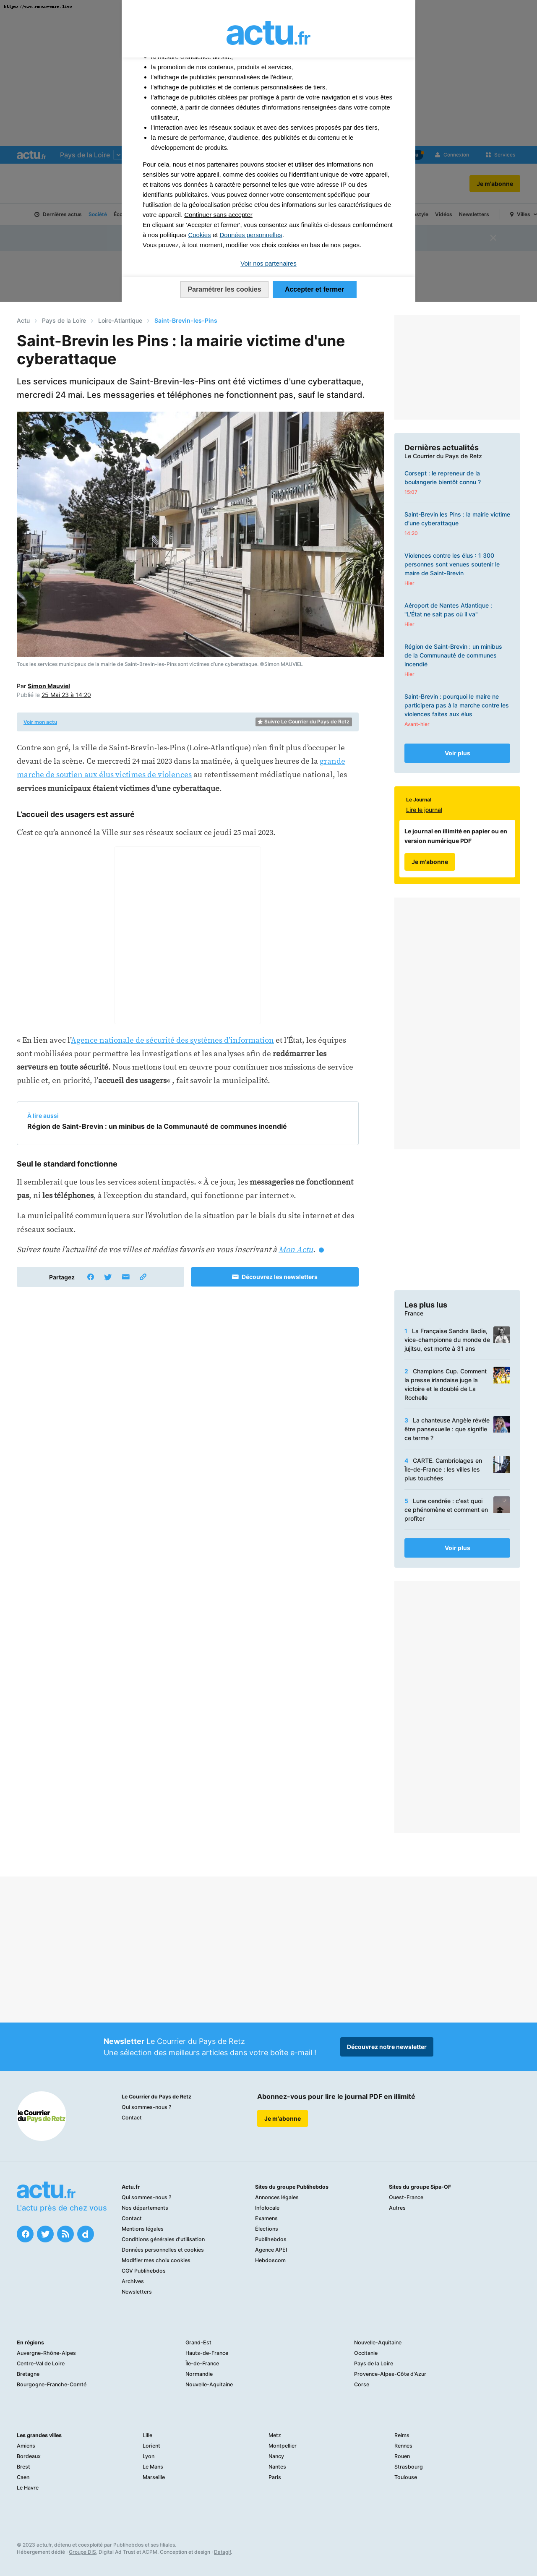 https://www.ransomware.live
actu.fr
la mesure d'audience du site,
la promotion de nos contenus, produits et services,
l'affichage de publicités personnalisées de l'éditeur,
l'affichage de publicités et de contenus personnalisées de tiers,
l'affichage de publicités ciblées par profilage à partir de votre navigation et si vous êtes
connecté, à partir de données déduites d'informations renseignées dans votre compte
utilisateur,
l'interaction avec les réseaux sociaux et avec des services proposés par des tiers,
la mesure de performance, d'audience, des publicités et du contenu et le
développement de produits.
Pour cela, nous et nos partenaires pouvons stocker et utiliser des informations non
sensibles sur votre appareil, comme des cookies ou l'identifiant unique de votre appareil,
et traitons vos données à caractère personnel telles que votre adresse IP ou des
identifiants publicitaires. Vous pouvez donner votre consentement spécifique pour
l'utilisation de la géolocalisation précise et/ou des informations sur les caractéristiques de
votre appareil. Continuer sans accepter
En cliquant sur 'Accepter et fermer', vous consentez aux finalités ci-dessus conformément
à nos politiques Cookies et Données personnelles.
Vous pouvez, à tout moment, modifier vos choix cookies en bas de nos pages.
Voir nos partenaires
Paramétrer les cookies
Accepter et fermer
actu.fr
Pays de la Loire
Connexion
Services
Je m'abonne
Dernières actus
Société
Vidéos
Newsletters
Villes
Actu > Pays de la Loire > Loire-Atlantique > Saint-Brevin-les-Pins
Saint-Brevin les Pins : la mairie victime d'une
cyberattaque
Les services municipaux de Saint-Brevin-les-Pins ont été victimes d'une cyberattaque,
mercredi 24 mai. Les messageries et téléphones ne fonctionnent pas, sauf le standard.
Tous les services municipaux de la mairie de Saint-Brevin-les-Pins sont victimes d'une cyberattaque. ©Simon MAUVIEL
Par Simon Mauviel
Publié le 25 Mai 23 à 14:20
Voir mon actu
Suivre Le Courrier du Pays de Retz
Contre son gré, la ville de Saint-Brevin-les-Pins (Loire-Atlantique) n'en finit plus d'occuper le
devant de la scène. Ce mercredi 24 mai 2023 dans la matinée, à quelques heures de la grande
marche de soutien aux élus victimes de violences au retentissement médiatique national, les
services municipaux étaient victimes d'une cyberattaque.
L'accueil des usagers est assuré
C'est ce qu'a annoncé la Ville sur ses réseaux sociaux ce jeudi 25 mai 2023.
« En lien avec l'Agence nationale de sécurité des systèmes d'information et l'État, les équipes
sont mobilisées pour permettre les investigations et les analyses afin de redémarrer les
serveurs en toute sécurité. Nous mettons tout en œuvre pour continuer nos missions de service
public et, en priorité, l'accueil des usagers« , fait savoir la municipalité.
À lire aussi
Région de Saint-Brevin : un minibus de la Communauté de communes incendié
Seul le standard fonctionne
Il semblerait que tous les services soient impactés. « À ce jour, les messageries ne fonctionnent
pas, ni les téléphones, à l'exception du standard, qui fonctionne par internet ».
La municipalité communiquera sur l'évolution de la situation par le biais du site internet et des
réseaux sociaux.
Suivez toute l'actualité de vos villes et médias favoris en vous inscrivant à Mon Actu.
Partagez
Découvrez les newsletters
Dernières actualités
Le Courrier du Pays de Retz
Corsept : le repreneur de la
boulangerie bientôt connu ?
15:07
Saint-Brevin les Pins : la mairie victime
d'une cyberattaque
14:20
Violences contre les élus : 1 300
personnes sont venues soutenir le
maire de Saint-Brevin
Hier
Aéroport de Nantes Atlantique :
"L'État ne sait pas où il va"
Hier
Région de Saint-Brevin : un minibus
de la Communauté de communes
incendié
Hier
Saint-Brevin : pourquoi le maire ne
participera pas à la marche contre les
violences faites aux élus
Avant-hier
Voir plus
Le Journal
Lire le journal
Le journal en illimité en papier ou en
version numérique PDF
Je m'abonne
Les plus lus
France
1 La Française Sandra Badie,
vice-championne du monde de
jujitsu, est morte à 31 ans
2 Champions Cup. Comment
la presse irlandaise juge la
victoire et le doublé de La
Rochelle
3 La chanteuse Angèle révèle
être pansexuelle : que signifie
ce terme ?
4 CARTE. Cambriolages en
Île-de-France : les villes les
plus touchées
5 Lune cendrée : c'est quoi
ce phénomène et comment en
profiter
Voir plus
Newsletter Le Courrier du Pays de Retz
Une sélection des meilleurs articles dans votre boîte e-mail !
Découvrez notre newsletter
le Courrier
du Pays de Retz
Le Courrier du Pays de Retz
Qui sommes-nous ?
Contact
Abonnez-vous pour lire le journal PDF en illimité
Je m'abonne
actu.fr
L'actu près de chez vous
Actu.fr
Qui sommes-nous ?
Nos départements
Contact
Mentions légales
Conditions générales d'utilisation
Données personnelles et cookies
Modifier mes choix cookies
CGV Publihebdos
Archives
Newsletters
Sites du groupe Publihebdos
Annonces légales
Infolocale
Examens
Élections
Publihebdos
Agence APEI
Hebdoscom
Sites du groupe Sipa-OF
Ouest-France
Autres
En régions
Auvergne-Rhône-Alpes
Centre-Val de Loire
Bretagne
Bourgogne-Franche-Comté
Grand-Est
Hauts-de-France
Île-de-France
Normandie
Nouvelle-Aquitaine
Nouvelle-Aquitaine
Occitanie
Pays de la Loire
Provence-Alpes-Côte d'Azur
Corse
Les grandes villes
Amiens
Bordeaux
Brest
Caen
Le Havre
Lille
Lorient
Lyon
Le Mans
Marseille
Metz
Montpellier
Nancy
Nantes
Paris
Reims
Rennes
Rouen
Strasbourg
Toulouse
© 2023 actu.fr, détenu et coexploité par Publihebdos et ses filiales.
Hébergement dédié : Groupe DIS, Digital Ad Trust et ACPM. Conception et design : Datagif